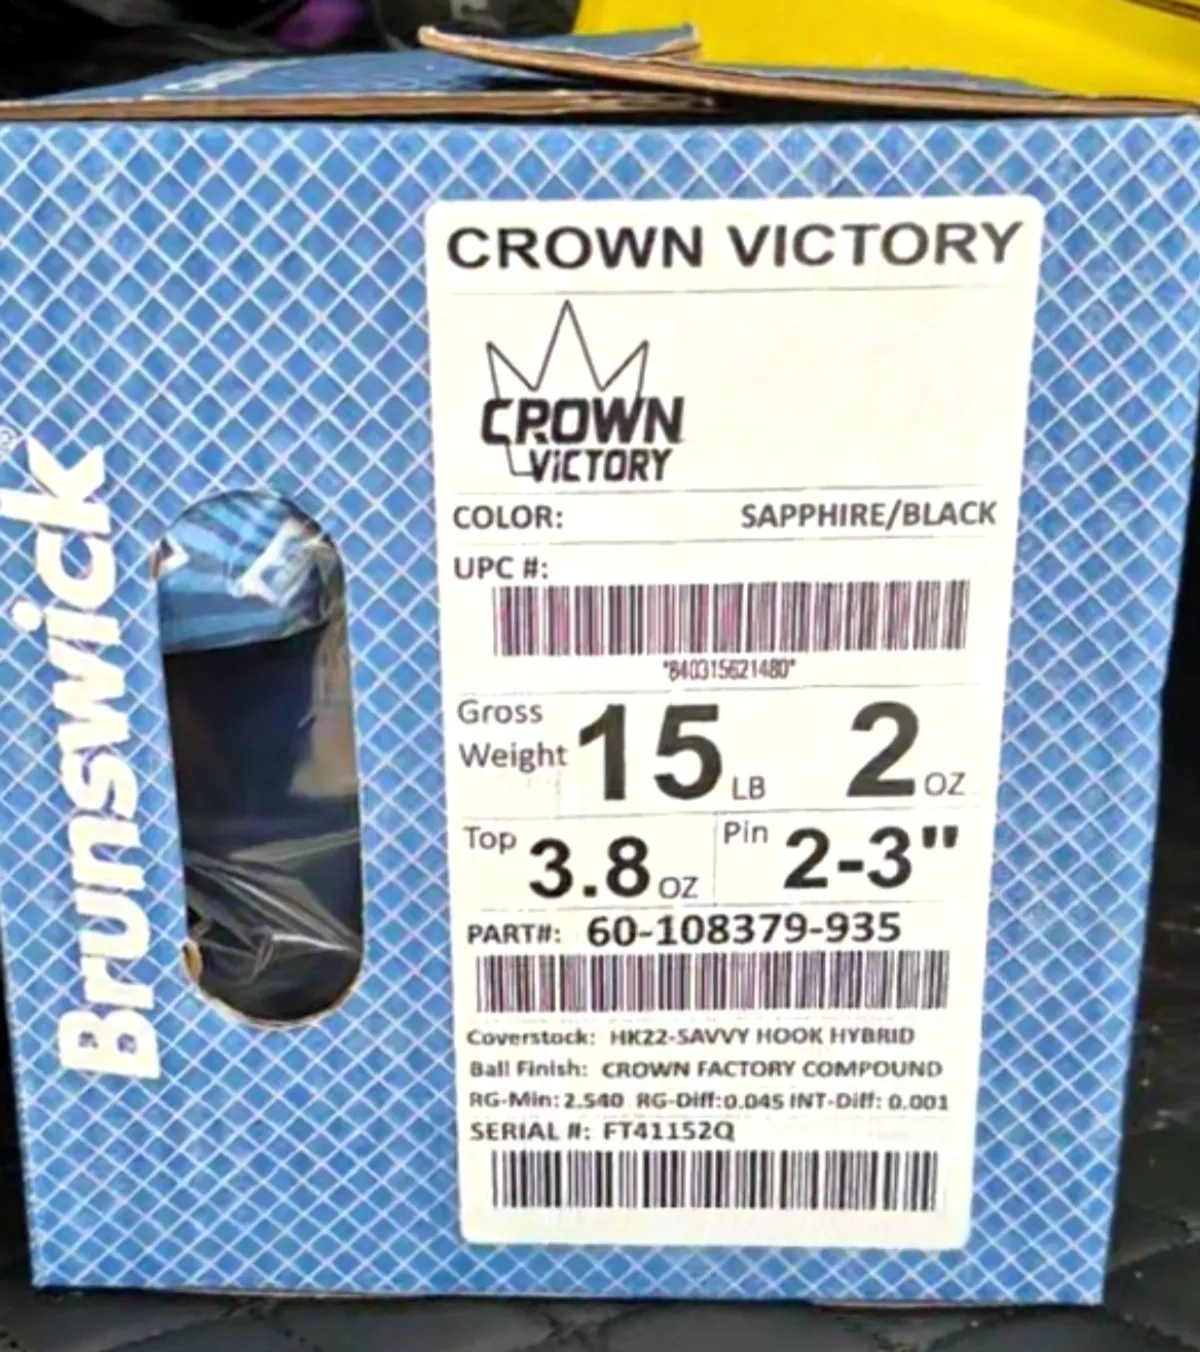 Brunswick
CROWN VICTORY
CROWN
VICTORY
COLOR: SAPPHIRE/BLACK
UPC #:
*840315621480*
Gross Weight 15 LB 2 OZ
Top 3.8 OZ Pin 2-3"
PART#: 60-108379-935
Coverstock: HK22-SAVVY HOOK HYBRID
Ball Finish: CROWN FACTORY COMPOUND
RG-Min: 2.540 RG-Diff:0.045 INT-Diff: 0.001
SERIAL #: FT41152Q